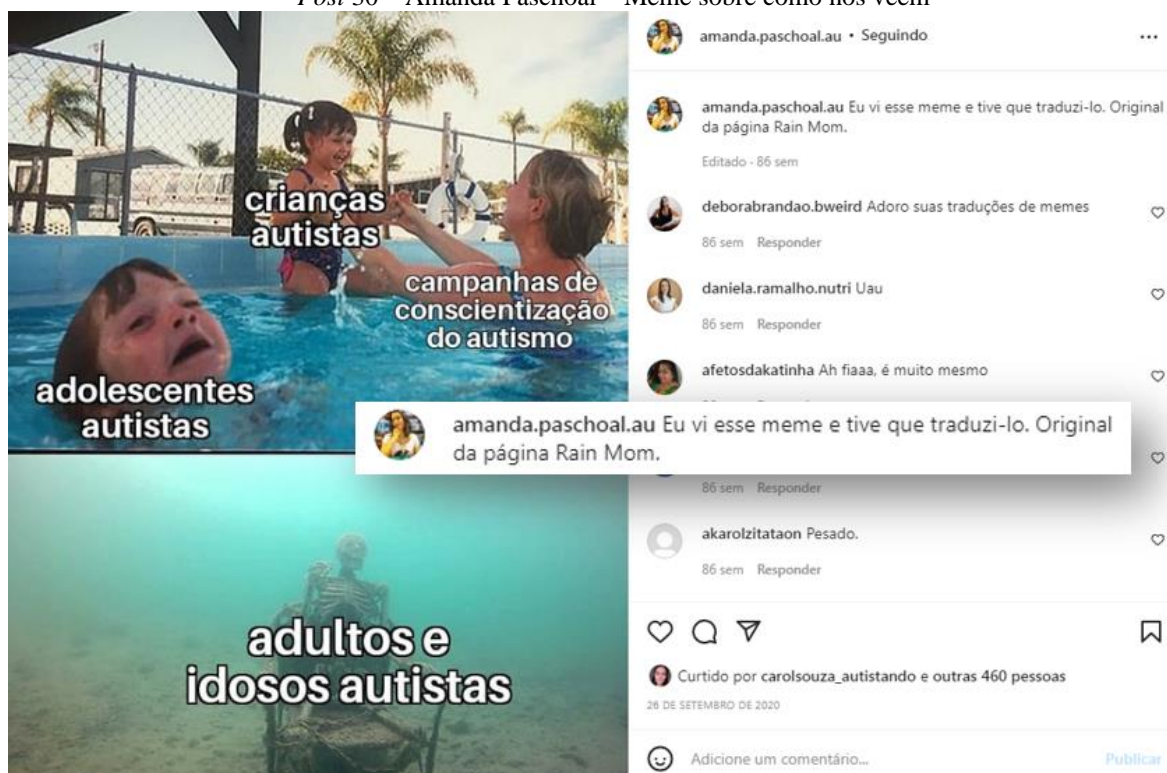 Post 30 – Amanda Paschoal – Meme sobre como nos veem
crianças
autistas
campanhas de
conscientização
do autismo
adolescentes
autistas
adultos e
idosos autistas
amanda.paschoal.au • Seguindo
amanda.paschoal.au Eu vi esse meme e tive que traduzi-lo. Original
da página Rain Mom.
Editado - 86 sem
deborabrandao.bweird Adoro suas traduções de memes
86 sem Responder
daniela.ramalho.nutri Uau
86 sem Responder
afetosdakatinha Ah fiaaa, é muito mesmo
amanda.paschoal.au Eu vi esse meme e tive que traduzi-lo. Original
da página Rain Mom.
86 sem Responder
akarolzitataon Pesado.
86 sem Responder
Curtido por carolsouza_autistando e outras 460 pessoas
26 DE SETEMBRO DE 2020
Adicione um comentário...
Publicar